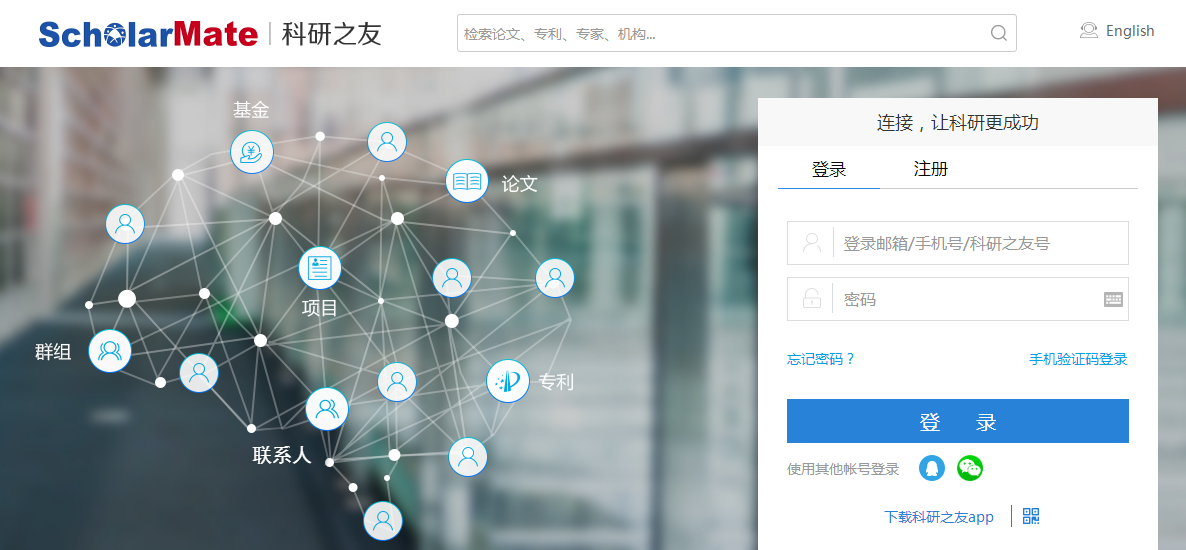 ScholarMate | 科研之友
检索论文、专利、专家、机构...
English
基金
论文
项目
群组
专利
联系人
连接，让科研更成功
登录 注册
登录邮箱/手机号/科研之友号
密码
忘记密码？ 手机验证码登录
登 录
使用其他帐号登录
下载科研之友app